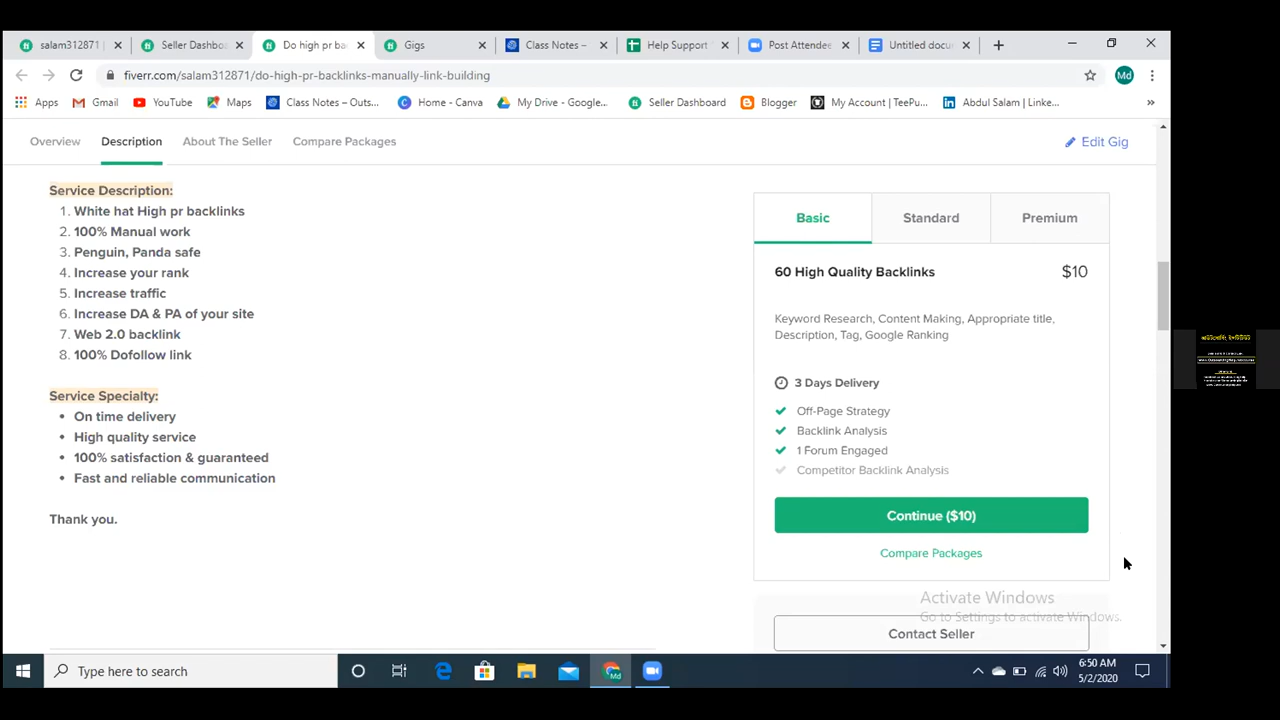 salam312871
Seller Dashbo
Do high pr ba
Gigs
Class Notes –
Help Support
Post Attendee
Untitled docu
fiverr.com/salam312871/do-high-pr-backlinks-manually-link-building
Md
Apps
Gmail
YouTube
Maps
Class Notes – Outs...
Home - Canva
My Drive - Google...
Seller Dashboard
Blogger
My Account | TeePu...
Abdul Salam | Linke...
Overview
Description
About The Seller
Compare Packages
Edit Gig
Service Description:
1. White hat High pr backlinks
2. 100% Manual work
3. Penguin, Panda safe
4. Increase your rank
5. Increase traffic
6. Increase DA & PA of your site
7. Web 2.0 backlink
8. 100% Dofollow link
Service Specialty:
• On time delivery
• High quality service
• 100% satisfaction & guaranteed
• Fast and reliable communication
Thank you.
Basic
Standard
Premium
60 High Quality Backlinks
$10
Keyword Research, Content Making, Appropriate title,
Description, Tag, Google Ranking
3 Days Delivery
Off-Page Strategy
Backlink Analysis
1 Forum Engaged
Competitor Backlink Analysis
Continue ($10)
Compare Packages
Activate Windows
Go to Settings to activate Windows.
Contact Seller
Type here to search
6:50 AM
5/2/2020